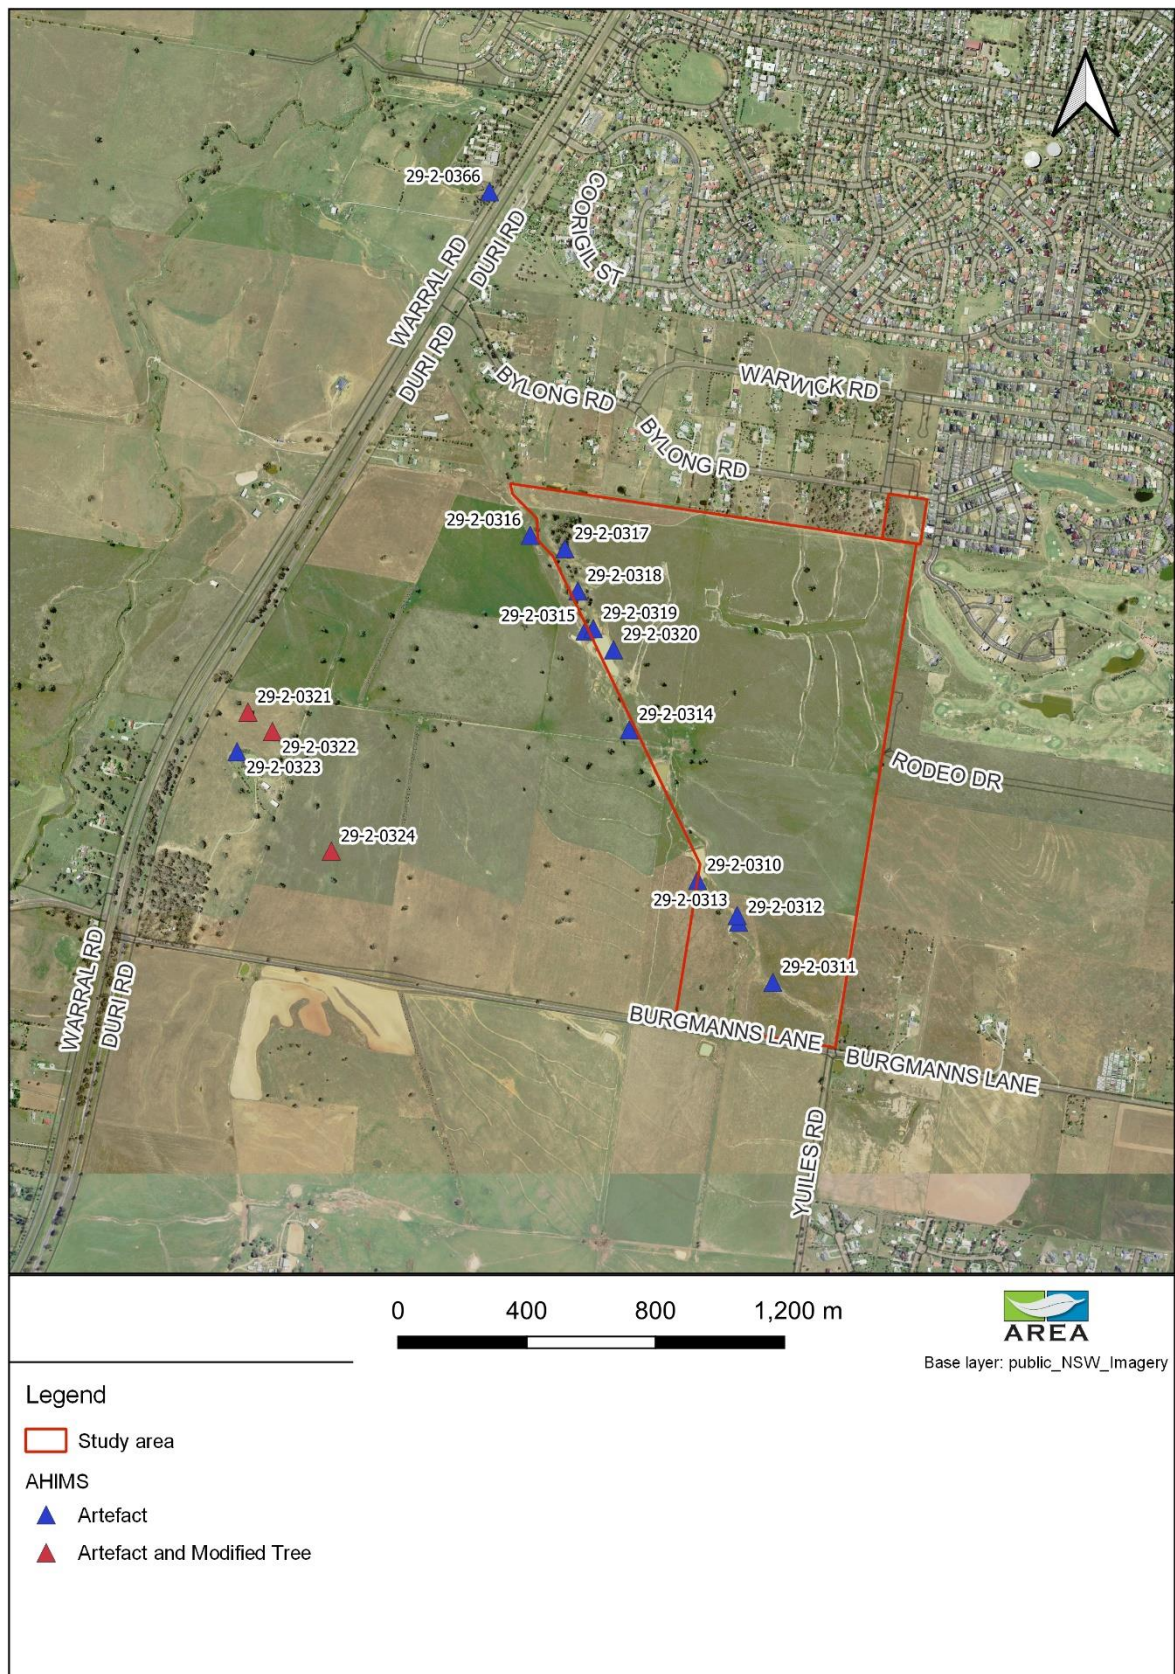 29-2-0366
COORIGIL ST
WARRAL RD
DURI RD
DURI RD
BYLONG RD
WARWICK RD
BYLONG RD
29-2-0316
29-2-0317
29-2-0318
29-2-0315
29-2-0319
29-2-0320
29-2-0321
29-2-0314
29-2-0322
29-2-0323
RODEO DR
29-2-0324
29-2-0310
29-2-0313
29-2-0312
29-2-0311
WARRAL RD
DURI RD
BURGMANNS LANE
BURGMANNS LANE
YUILES RD
0 400 800 1,200 m
AREA
Base layer: public_NSW_Imagery
Legend
Study area
AHIMS
Artefact
Artefact and Modified Tree